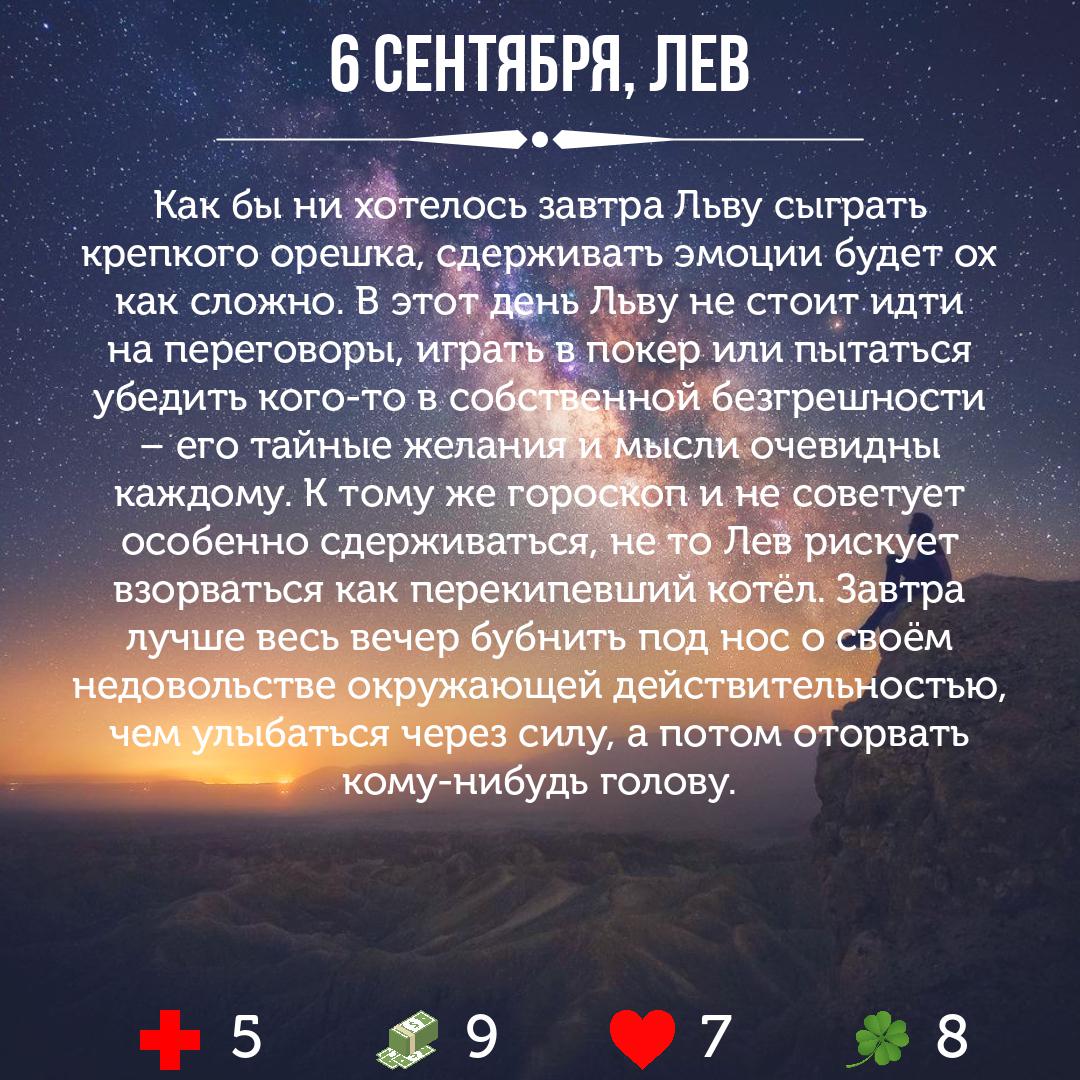 6 СЕНТЯБРЯ, ЛЕВ
Как бы ни хотелось завтра Льву сыграть
крепкого орешка, сдерживать эмоции будет ох
как сложно. В этот день Льву не стоит идти
на переговоры, играть в покер или пытаться
убедить кого-то в собственной безгрешности
– его тайные желания и мысли очевидны
каждому. К тому же гороскоп и не советует
особенно сдерживаться, не то Лев рискует
взорваться как перекипевший котёл. Завтра
лучше весь вечер бубнить под нос о своём
недовольстве окружающей действительностью,
чем улыбаться через силу, а потом оторвать
кому-нибудь голову.
5 9 7 8